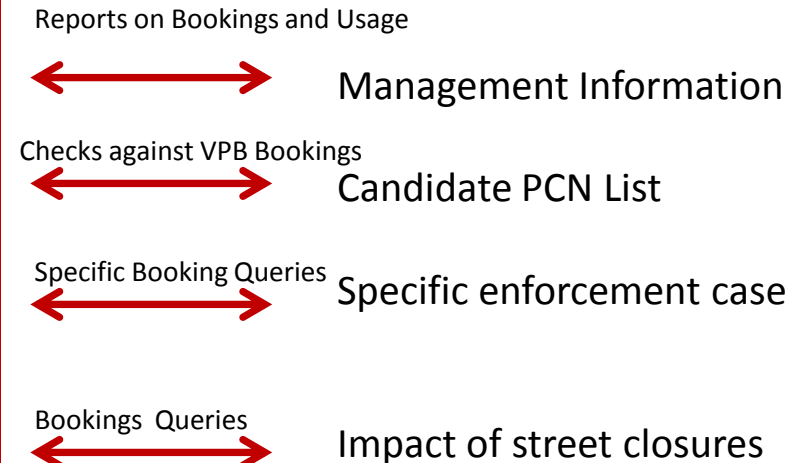 Reports on Bookings and Usage
Management Information
Checks against VPB Bookings
Candidate PCN List
Specific Booking Queries
Specific enforcement case
Bookings Queries
Impact of street closures